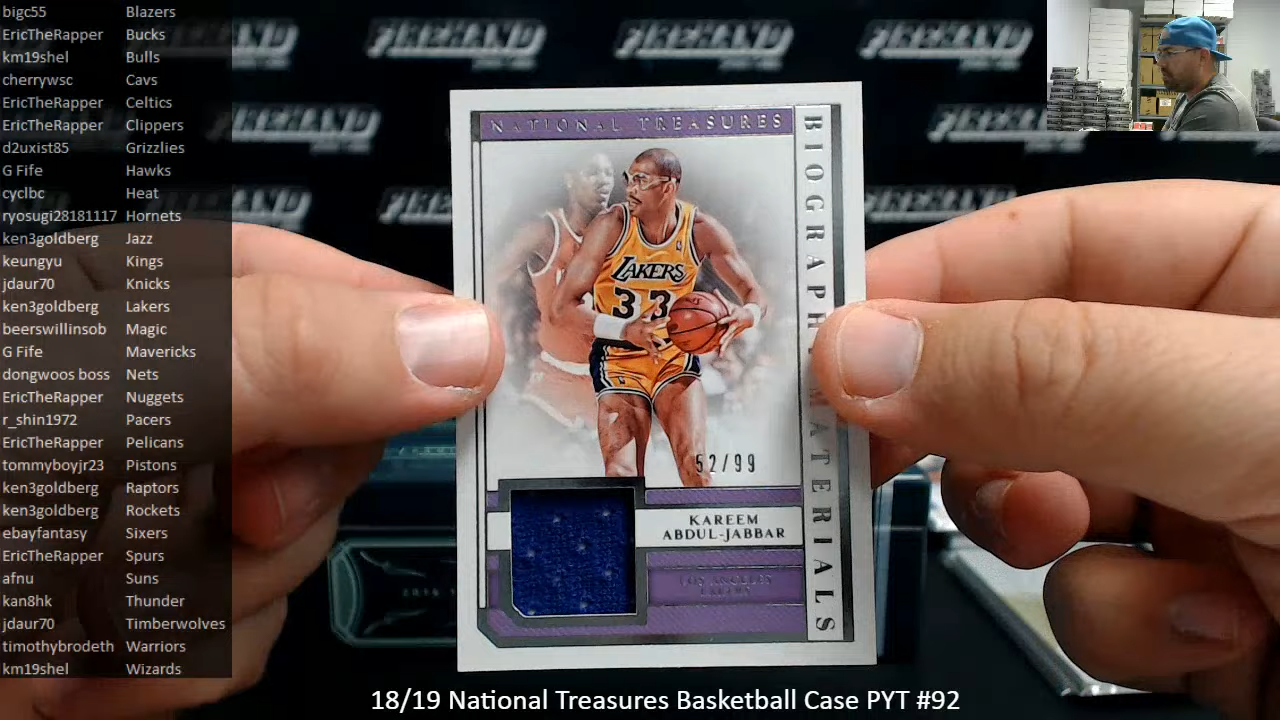 bigc55 Blazers
EricTheRapper Bucks
km19shel Bulls
cherrywsc Cavs
EricTheRapper Celtics
EricTheRapper Clippers
d2uxist85 Grizzlies
G Fife Hawks
cyclbc Heat
ryosugi28181117 Hornets
ken3goldberg Jazz
keungyu Kings
jdaur70 Knicks
ken3goldberg Lakers
beerswillinsob Magic
G Fife Mavericks
dongwoos boss Nets
EricTheRapper Nuggets
r_shin1972 Pacers
EricTheRapper Pelicans
tommyboyjr23 Pistons
ken3goldberg Raptors
ken3goldberg Rockets
ebayfantasy Sixers
EricTheRapper Spurs
afnu Suns
kan8hk Thunder
jdaur70 Timberwolves
timothybrodeth Warriors
km19shel Wizards
NATIONAL TREASURES
LAKERS
33
52/99
KAREEM
ABDUL-JABBAR
LOS ANGELES
LAKERS
18/19 National Treasures Basketball Case PYT #92